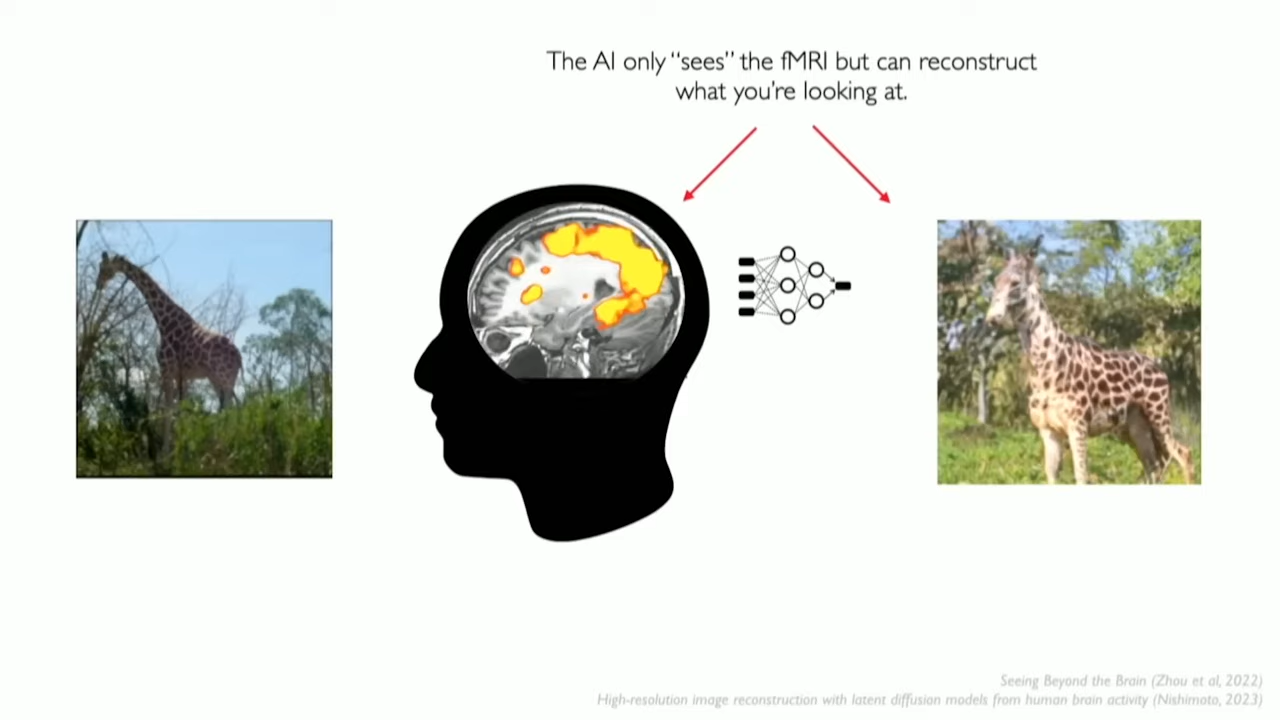 The AI only “sees” the fMRI but can reconstruct
what you’re looking at.
Seeing Beyond the Brain (Zhou et al, 2022)
High-resolution image reconstruction with latent diffusion models from human brain activity (Nishimoto, 2023)